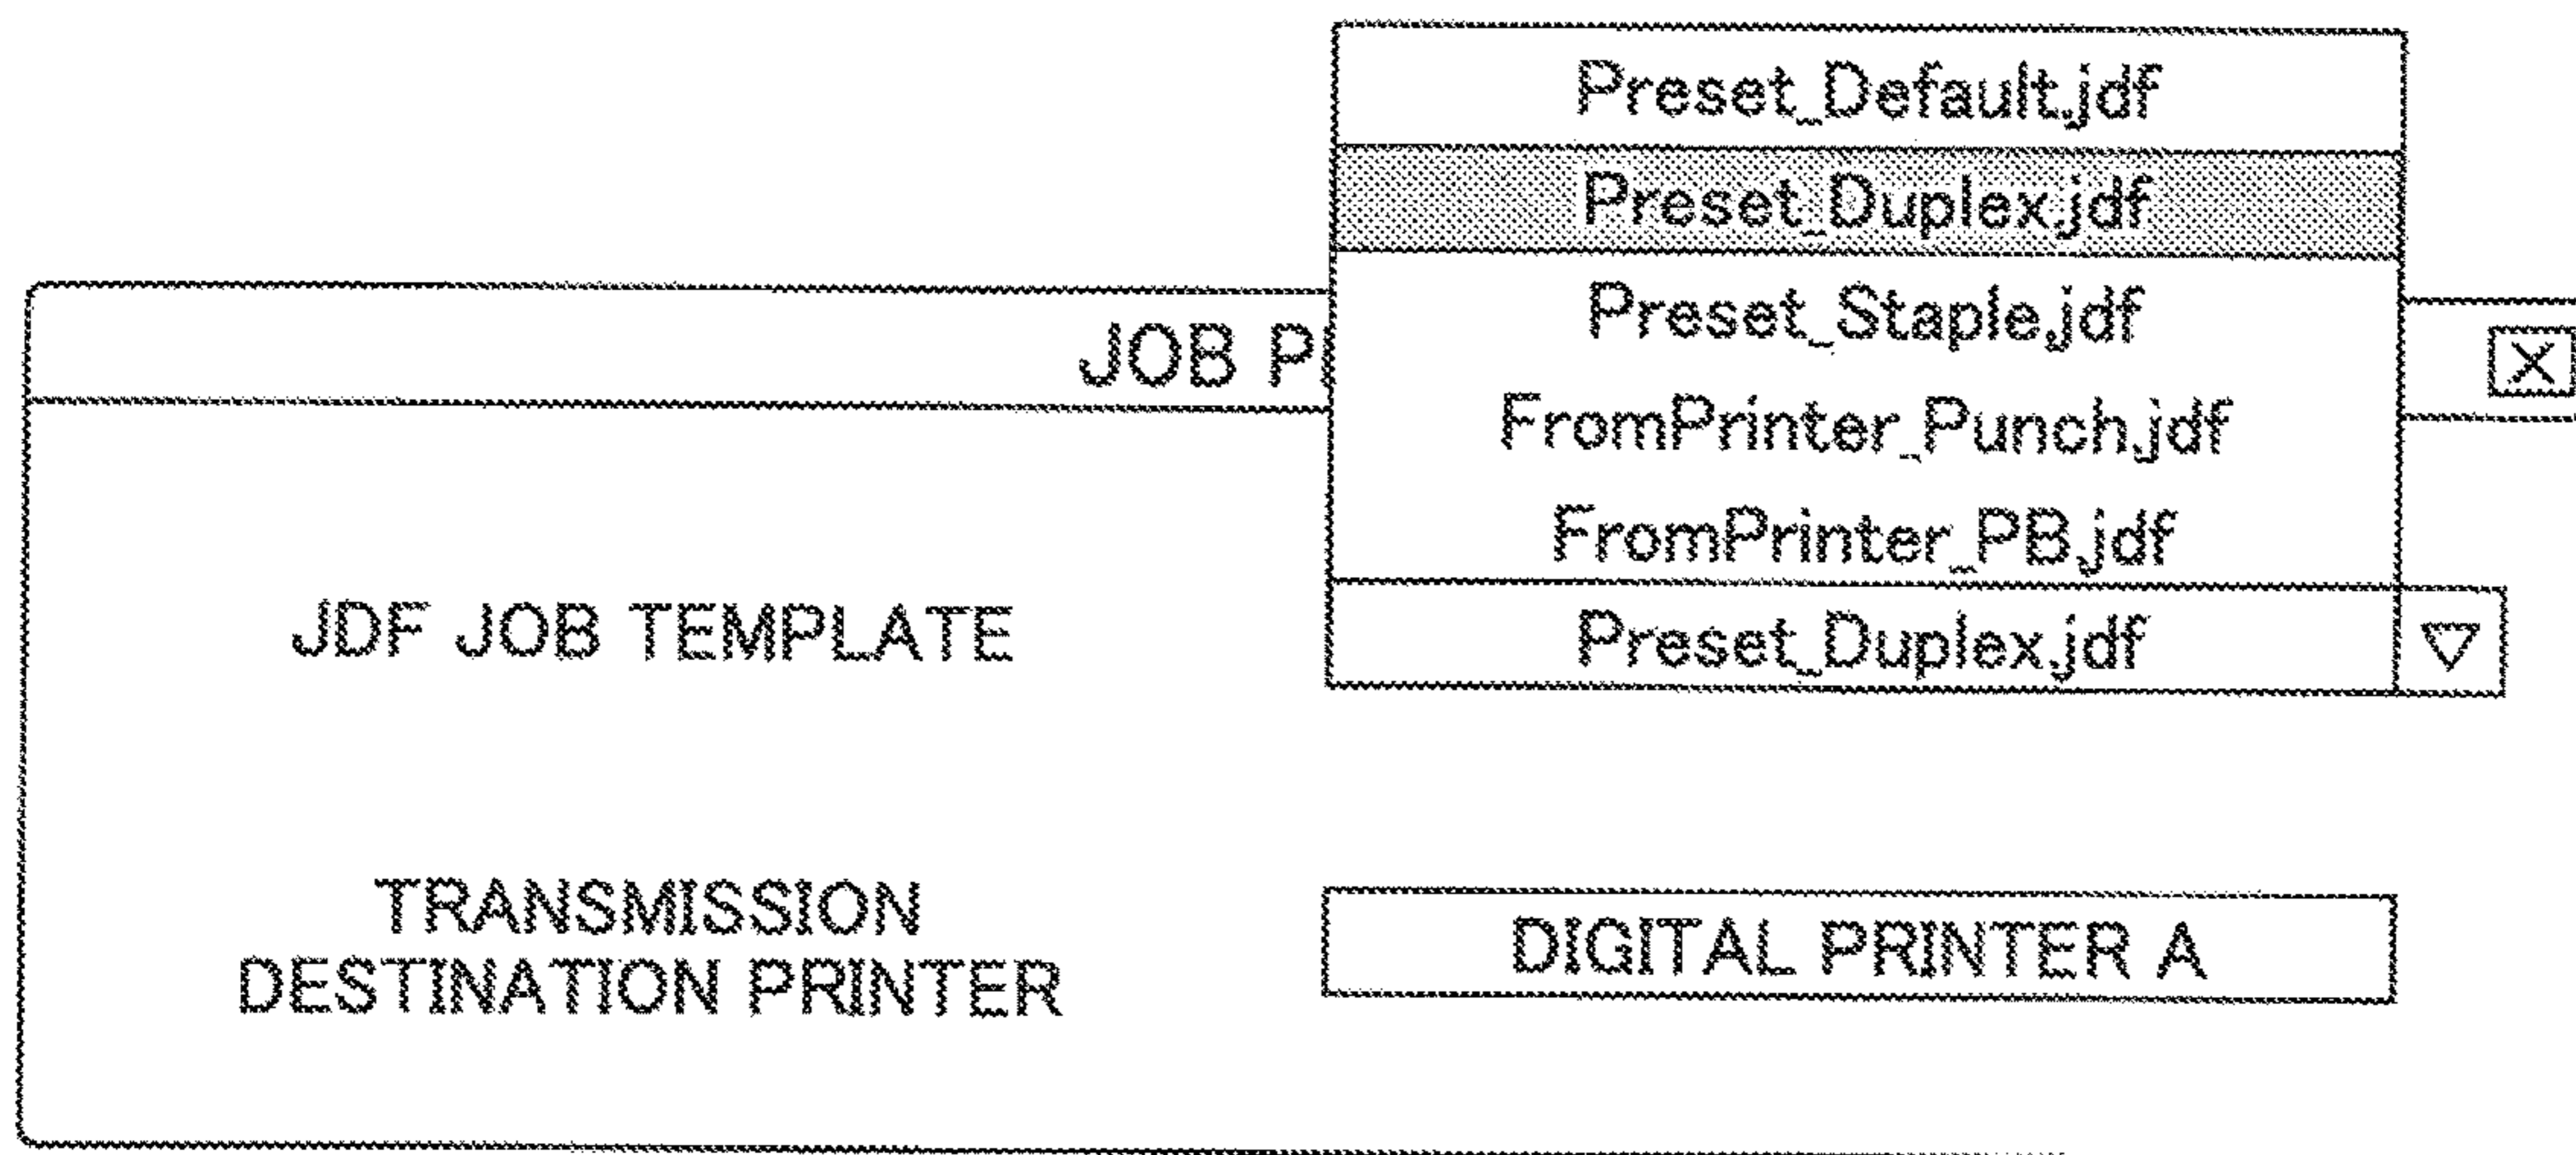 Preset_Default.jdf
Preset_Duplex.jdf
Preset_Staple.jdf
FromPrinter_Punch.jdf
FromPrinter_PB.jdf
JOB
JDF JOB TEMPLATE
Preset_Duplex.jdf
TRANSMISSION
DESTINATION PRINTER
DIGITAL PRINTER A